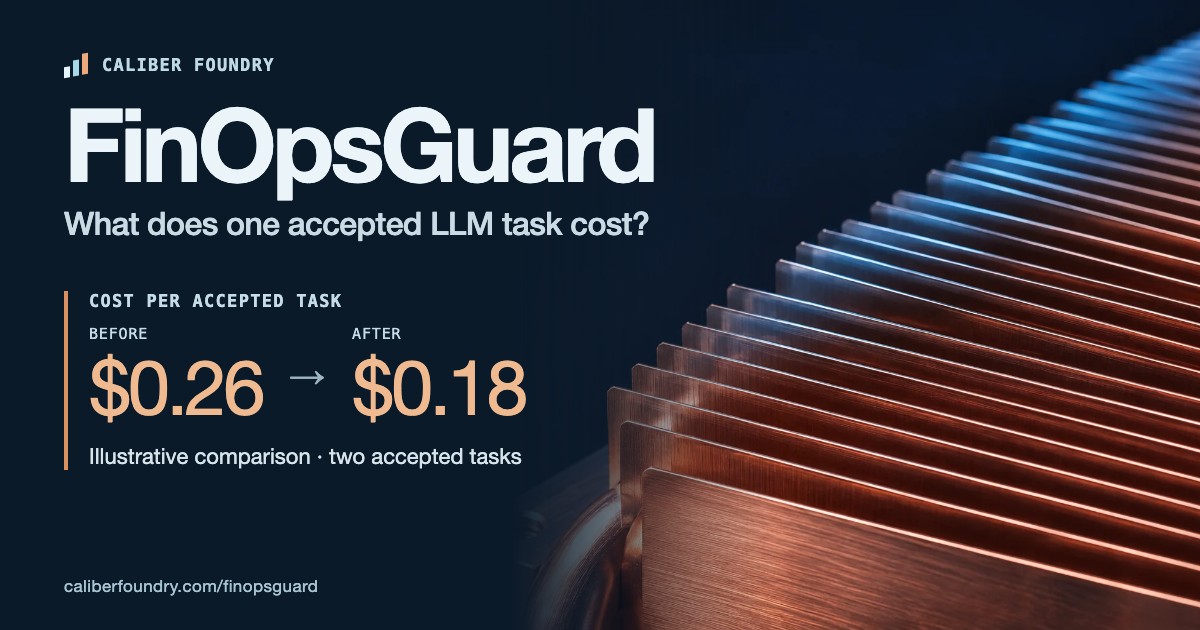 CALIBER FOUNDRY
FinOpsGuard
What does one accepted LLM task cost?
COST PER ACCEPTED TASK
BEFORE AFTER
$0.26 → $0.18
Illustrative comparison · two accepted tasks
caliberfoundry.com/finopsguard